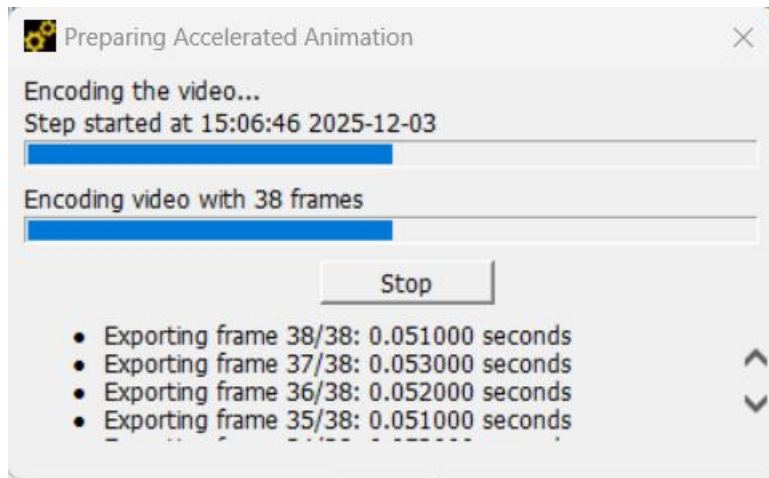 Preparing Accelerated Animation
Encoding the video...
Step started at 15:06:46 2025-12-03
Encoding video with 38 frames
Stop
• Exporting frame 38/38: 0.051000 seconds
• Exporting frame 37/38: 0.053000 seconds
• Exporting frame 36/38: 0.052000 seconds
• Exporting frame 35/38: 0.051000 seconds